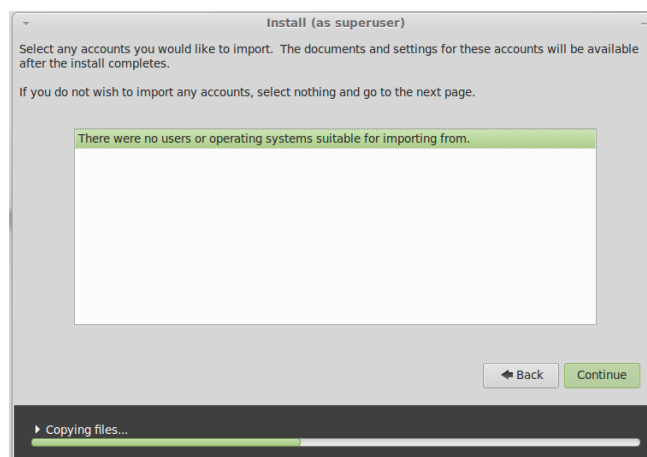 Install (as superuser)
Select any accounts you would like to import.  The documents and settings for these accounts will be available
after the install completes.
If you do not wish to import any accounts, select nothing and go to the next page.
There were no users or operating systems suitable for importing from.
Back
Continue
Copying files...